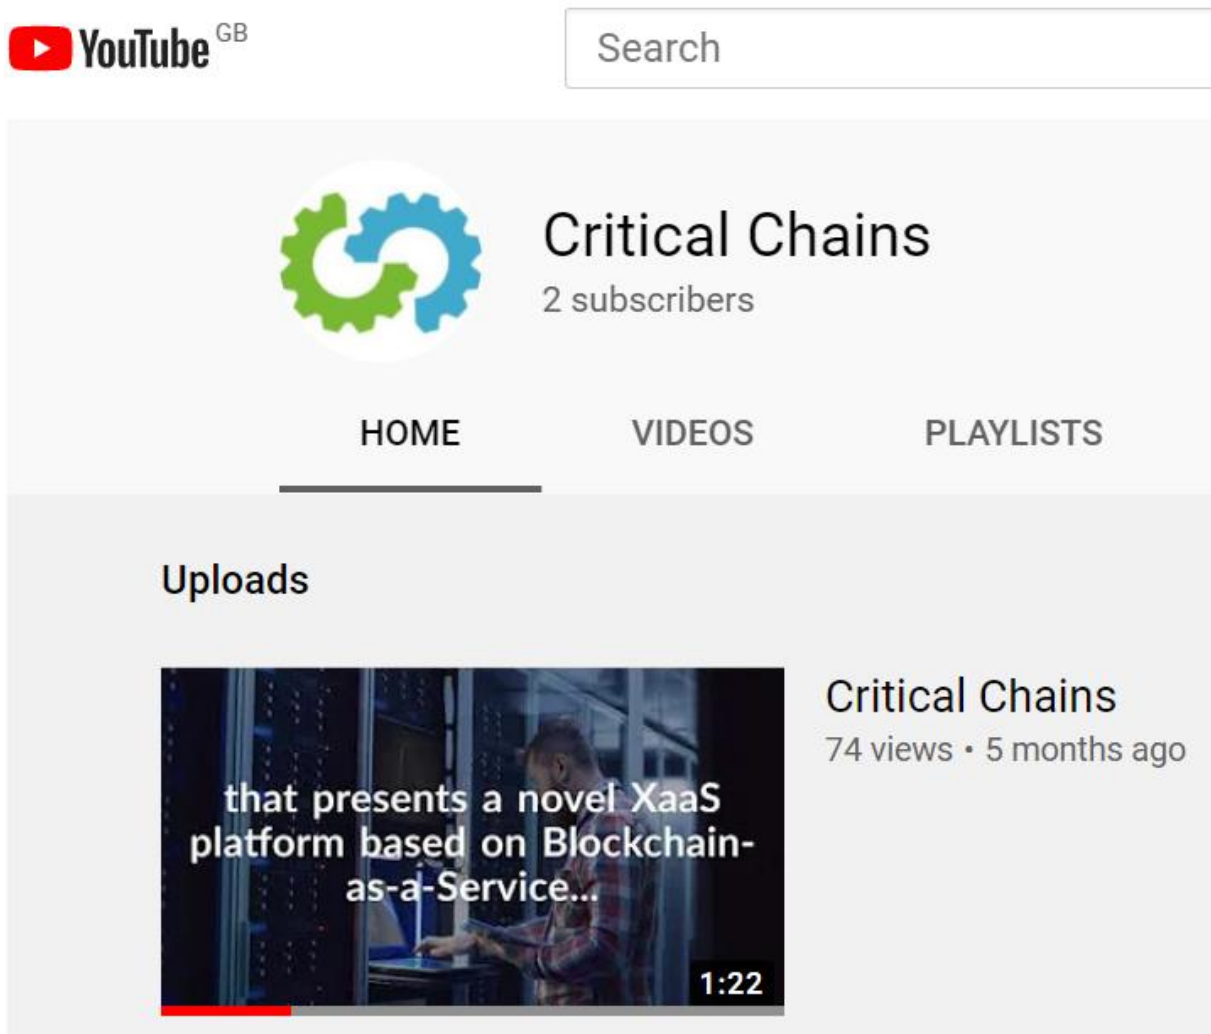 YouTube GB
Search
Critical Chains
2 subscribers
HOME VIDEOS PLAYLISTS
Uploads
that presents a novel XaaS
platform based on Blockchain-
as-a-Service...
1:22
Critical Chains
74 views • 5 months ago